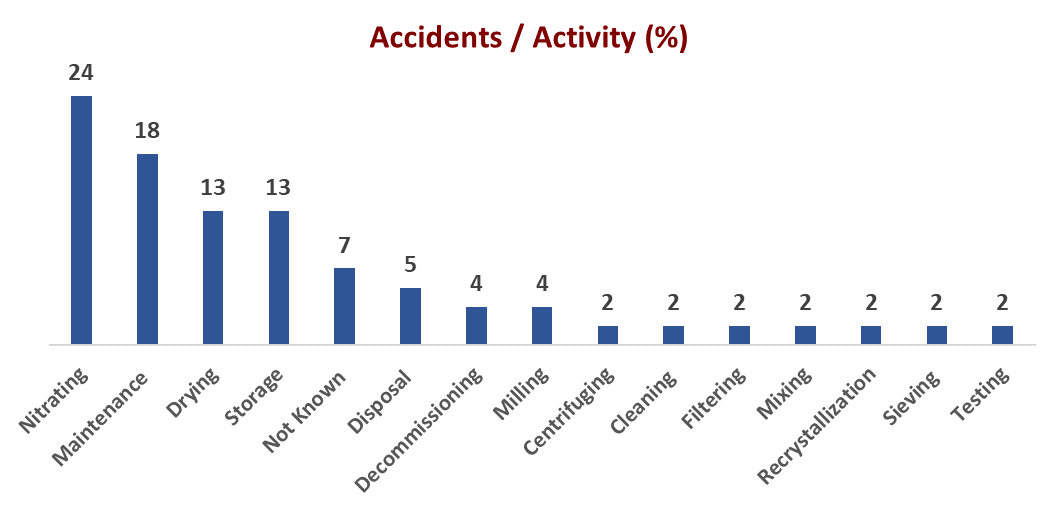 Accidents / Activity (%)
24
18
13
13
7
5
4
4
2
2
2
2
2
2
2
Nitrating
Maintenance
Drying
Storage
Not Known
Disposal
Decommissioning
Milling
Centrifuging
Cleaning
Filtering
Mixing
Recrystallization
Sieving
Testing